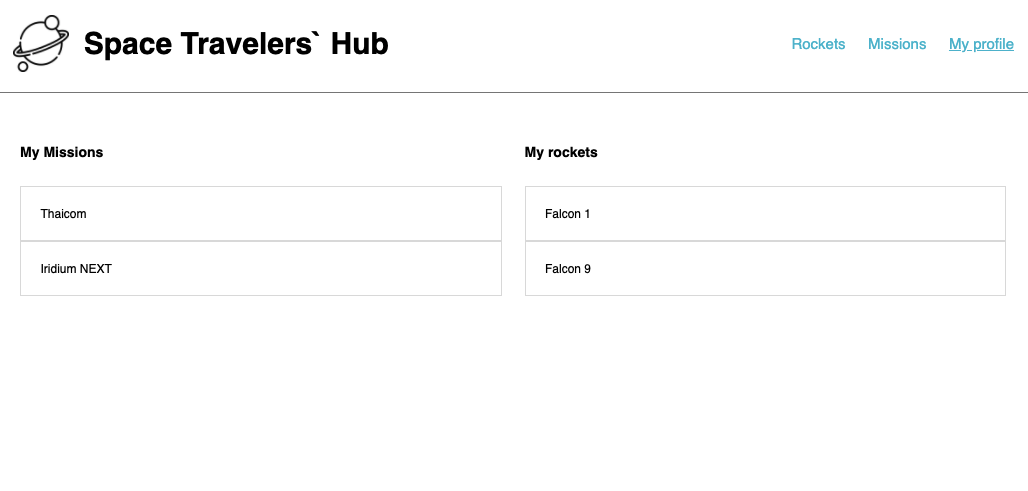 Space Travelers` Hub
Rockets Missions My profile
My Missions
Thaicom
Iridium NEXT
My rockets
Falcon 1
Falcon 9